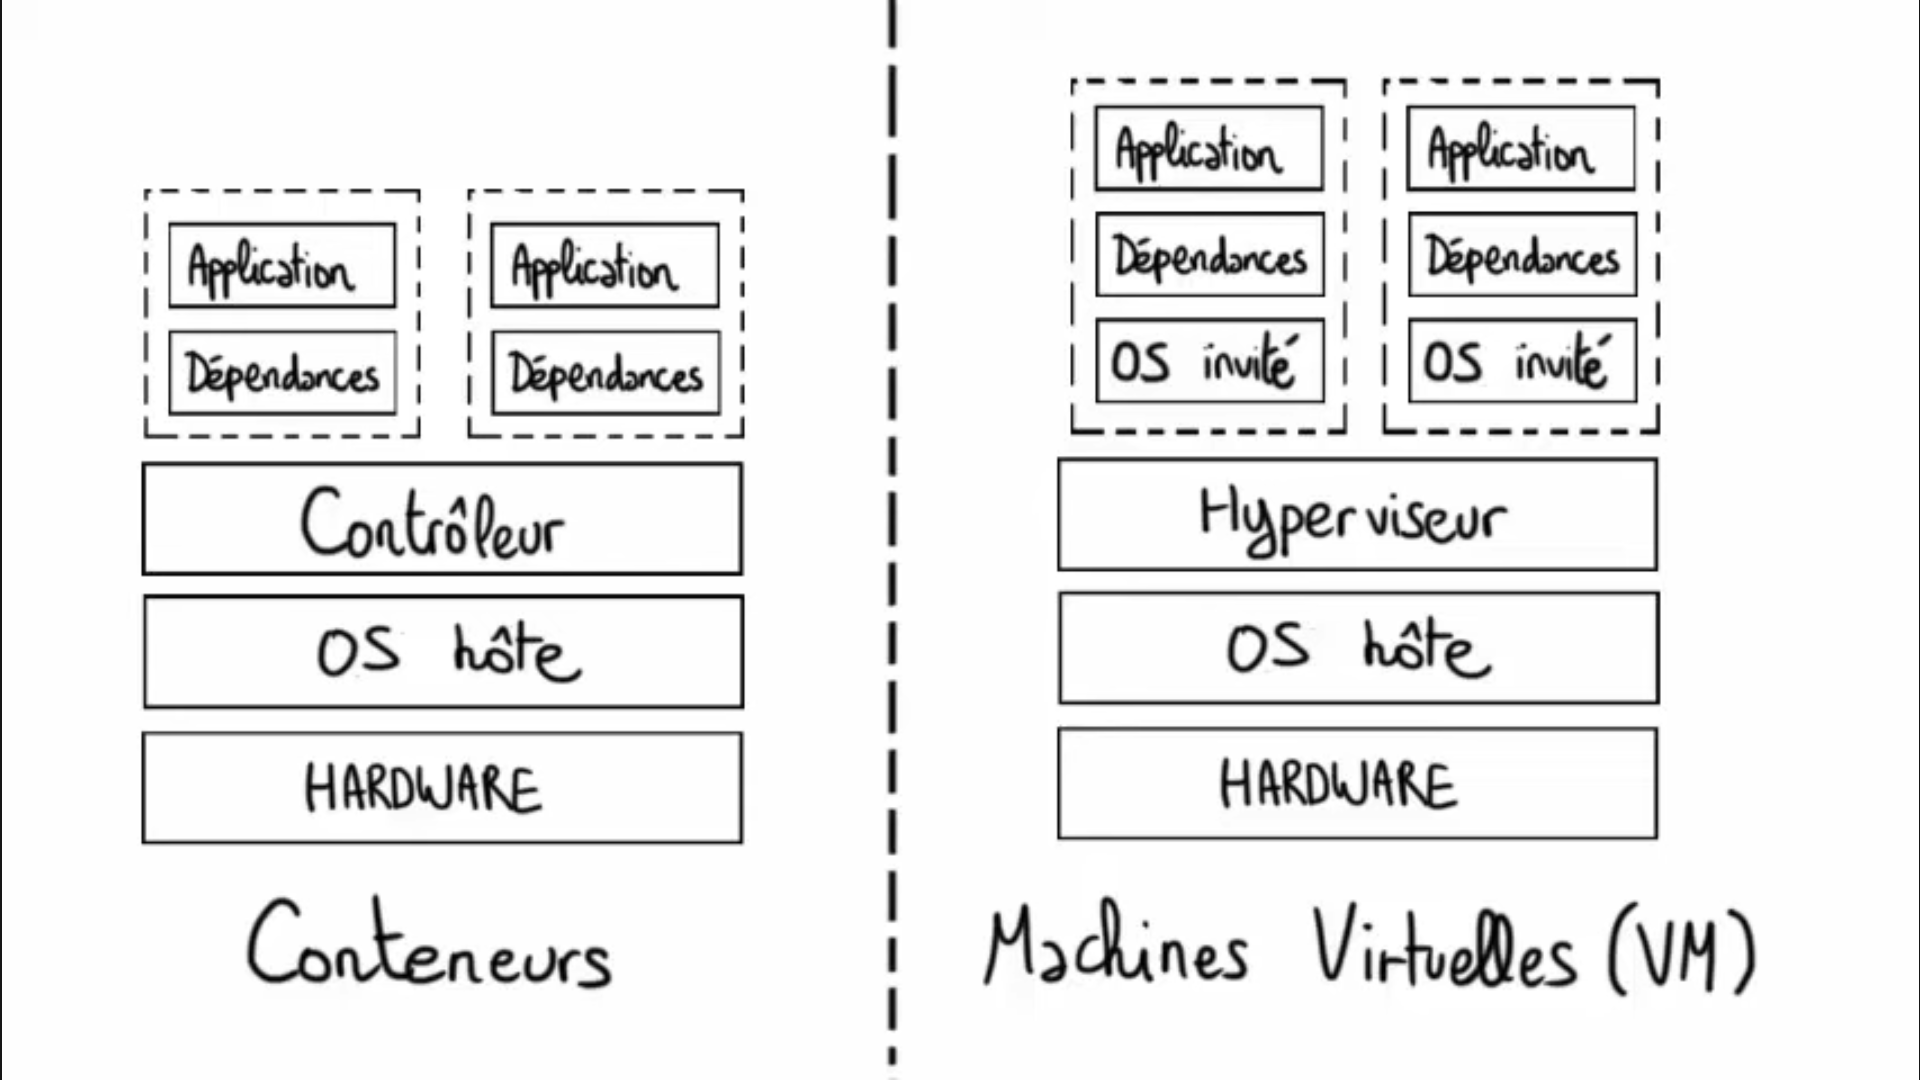 Application
Application
Dépendances
Dépendances
Contrôleur
OS hôte
HARDWARE
Conteneurs
Application
Application
Dépendances
Dépendances
OS invité
OS invité
Hyperviseur
OS hôte
HARDWARE
Machines Virtuelles (VM)